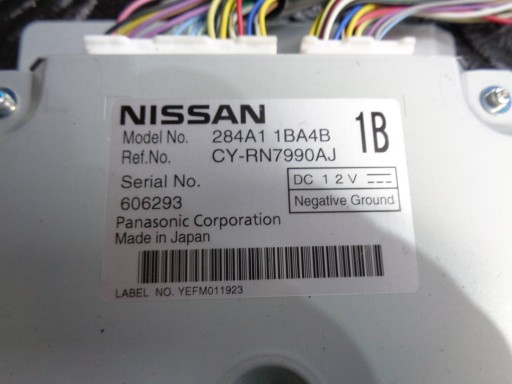 NISSAN
Model No. 284A1 1BA4B
1B
Ref.No. CY-RN7990AJ
Serial No.
DC 12V
606293
Negative Ground
Panasonic Corporation
Made in Japan
LABEL NO. YEFM011923